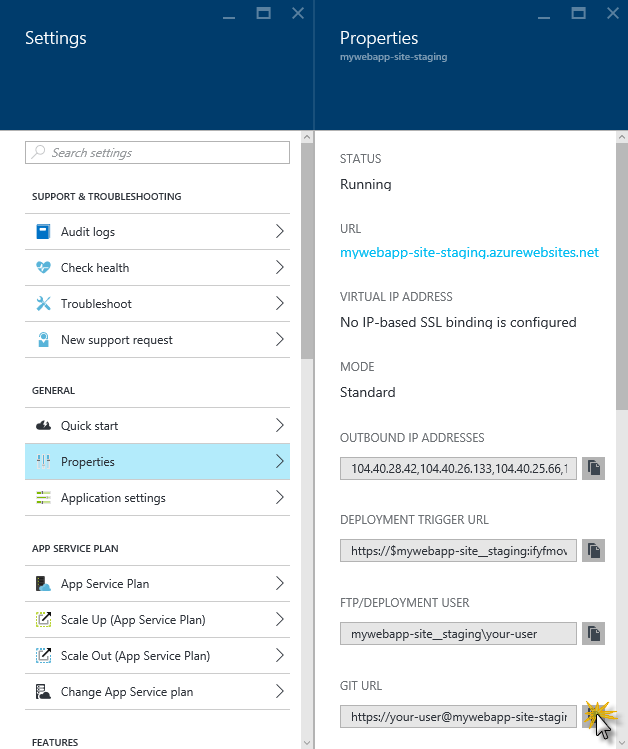 Settings
Search settings
SUPPORT & TROUBLESHOOTING
Audit logs
Check health
Troubleshoot
New support request
GENERAL
Quick start
Properties
Application settings
APP SERVICE PLAN
App Service Plan
Scale Up (App Service Plan)
Scale Out (App Service Plan)
Change App Service plan
FEATURES
Properties
mywebapp-site-staging
STATUS
Running
URL
mywebapp-site-staging.azurewebsites.net
VIRTUAL IP ADDRESS
No IP-based SSL binding is configured
MODE
Standard
OUTBOUND IP ADDRESSES
104.40.28.42,104.40.26.133,104.40.25.66,1
DEPLOYMENT TRIGGER URL
https://$mywebapp-site__staging:ifyfmov
FTP/DEPLOYMENT USER
mywebapp-site__staging\your-user
GIT URL
https://your-user@mywebapp-site-stagin